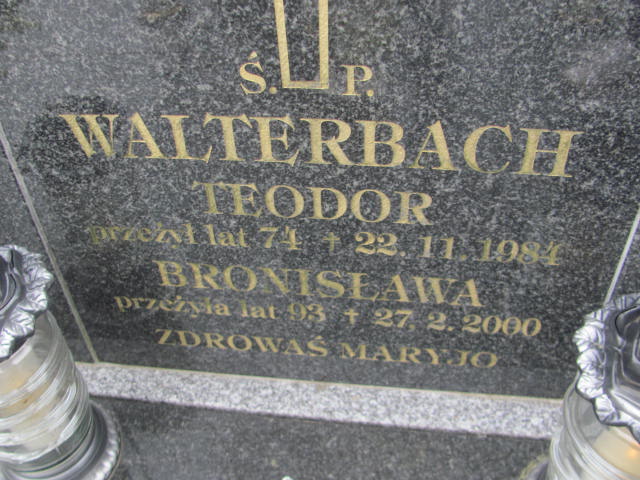 Ś. P.
WALTERBACH
TEODOR
przeżył lat 74 † 22. 11. 1984
BRONISŁAWA
przeżyła lat 93 † 27. 2. 2000
ZDROWAŚ MARYJO